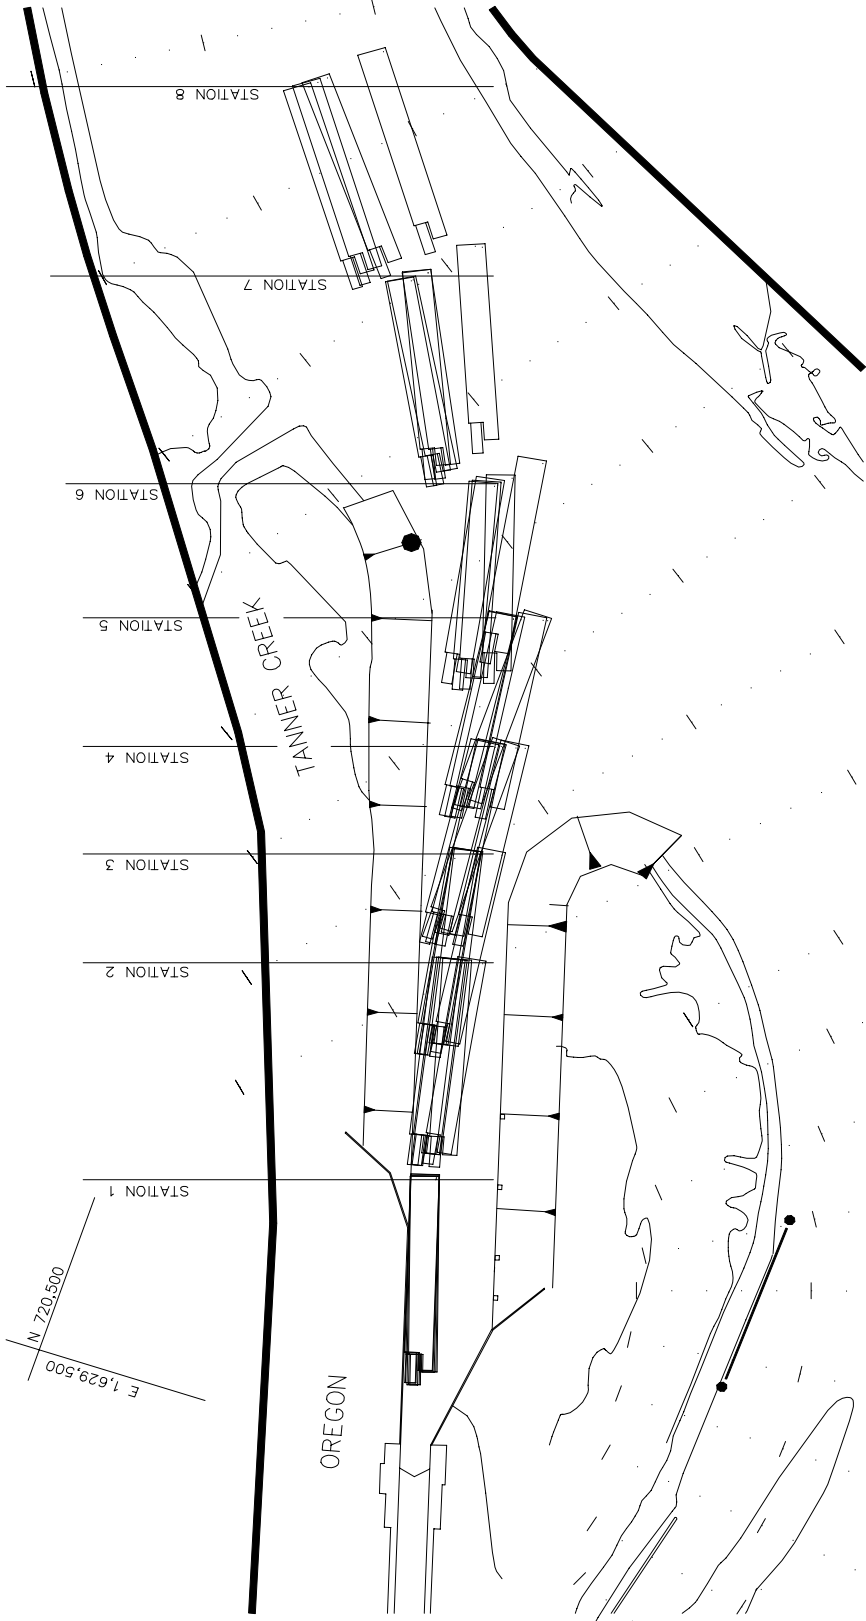 STATION 8
STATION 7
STATION 6
STATION 5
TANNER CREEK
STATION 4
STATION 3
STATION 2
STATION 1
N 720,500
E 1,629,500
OREGON